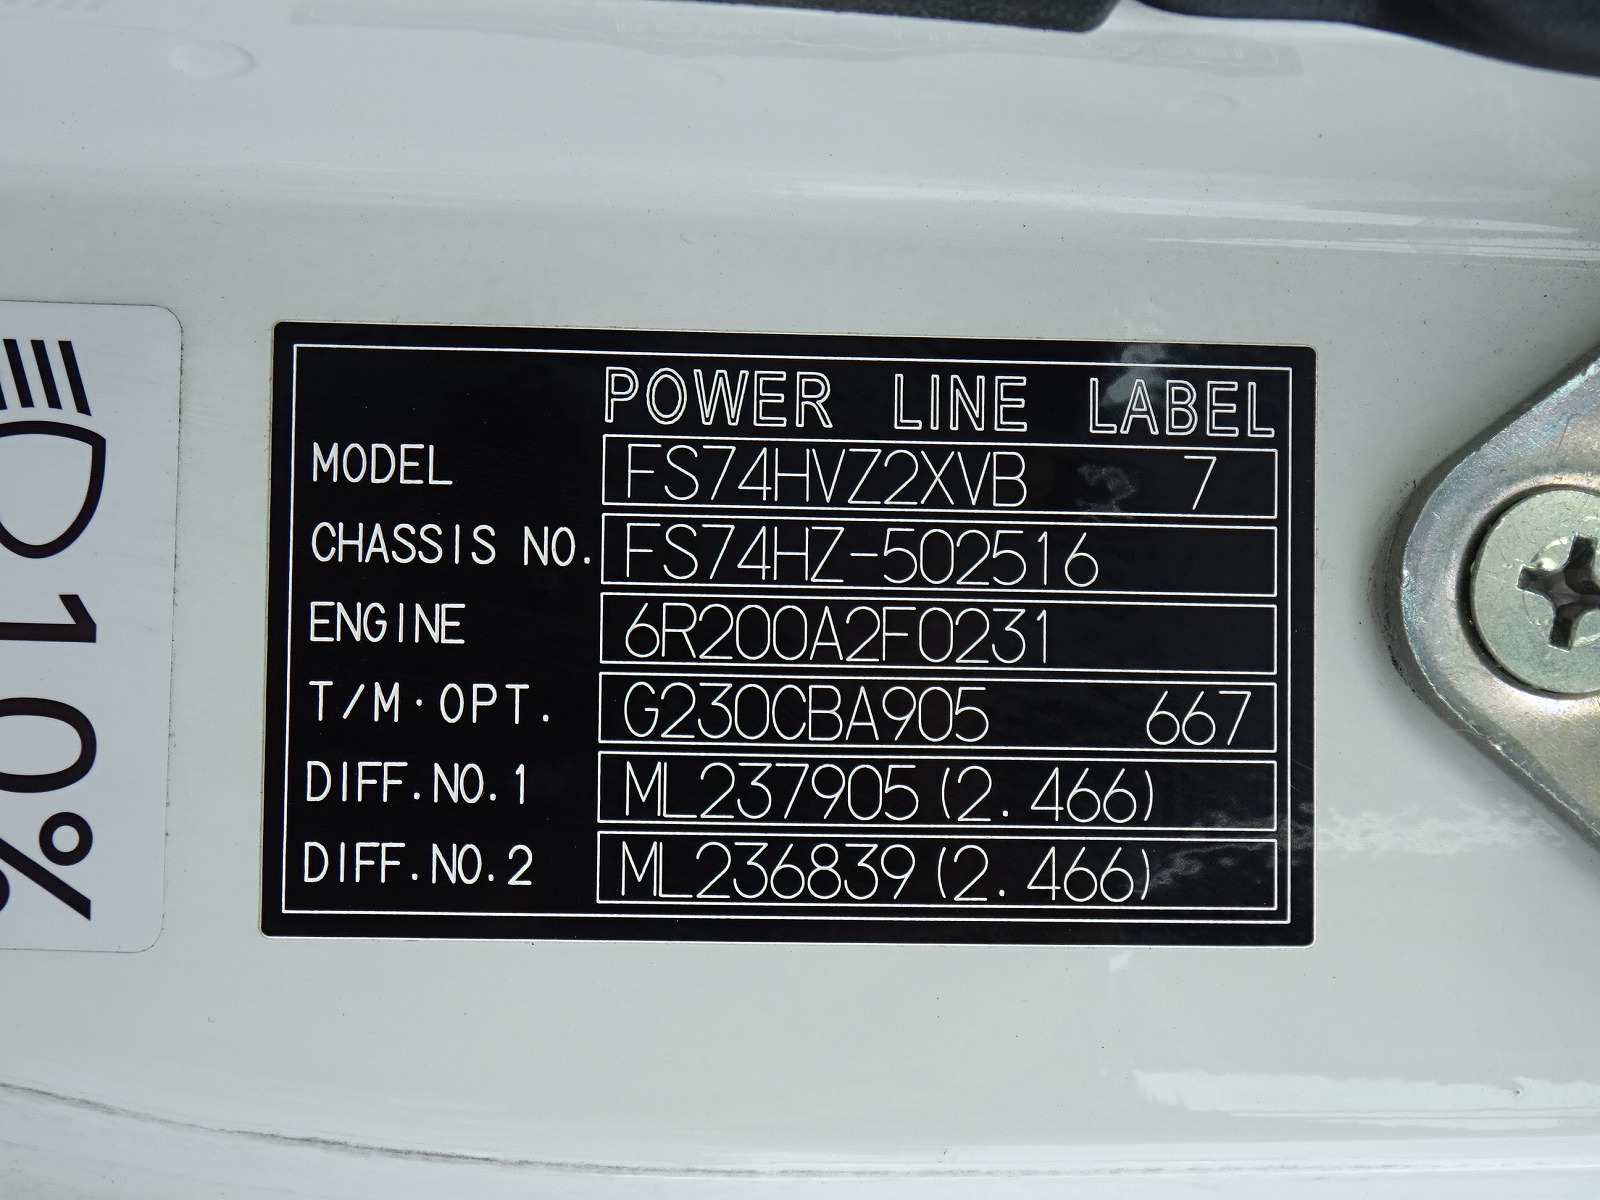 POWER LINE LABEL
MODEL FS74HVZ2XVB 7
CHASSIS NO. FS74HZ-502516
ENGINE 6R200A2F0231
T/M·OPT. G230CBA905 667
DIFF.NO.1 ML237905(2.466)
DIFF.NO.2 ML236839(2.466)
10%